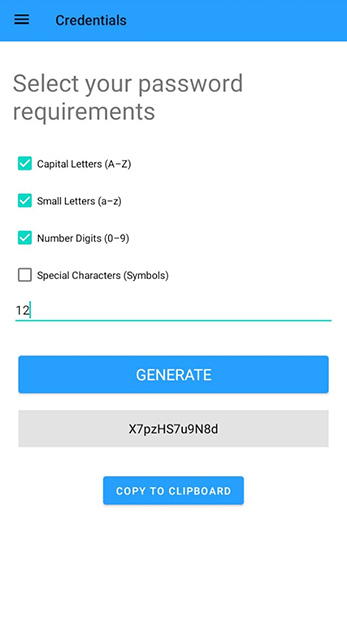 Credentials
Select your password
requirements
Capital Letters (A–Z)
Small Letters (a–z)
Number Digits (0–9)
Special Characters (Symbols)
12
GENERATE
X7pzHS7u9N8d
COPY TO CLIPBOARD